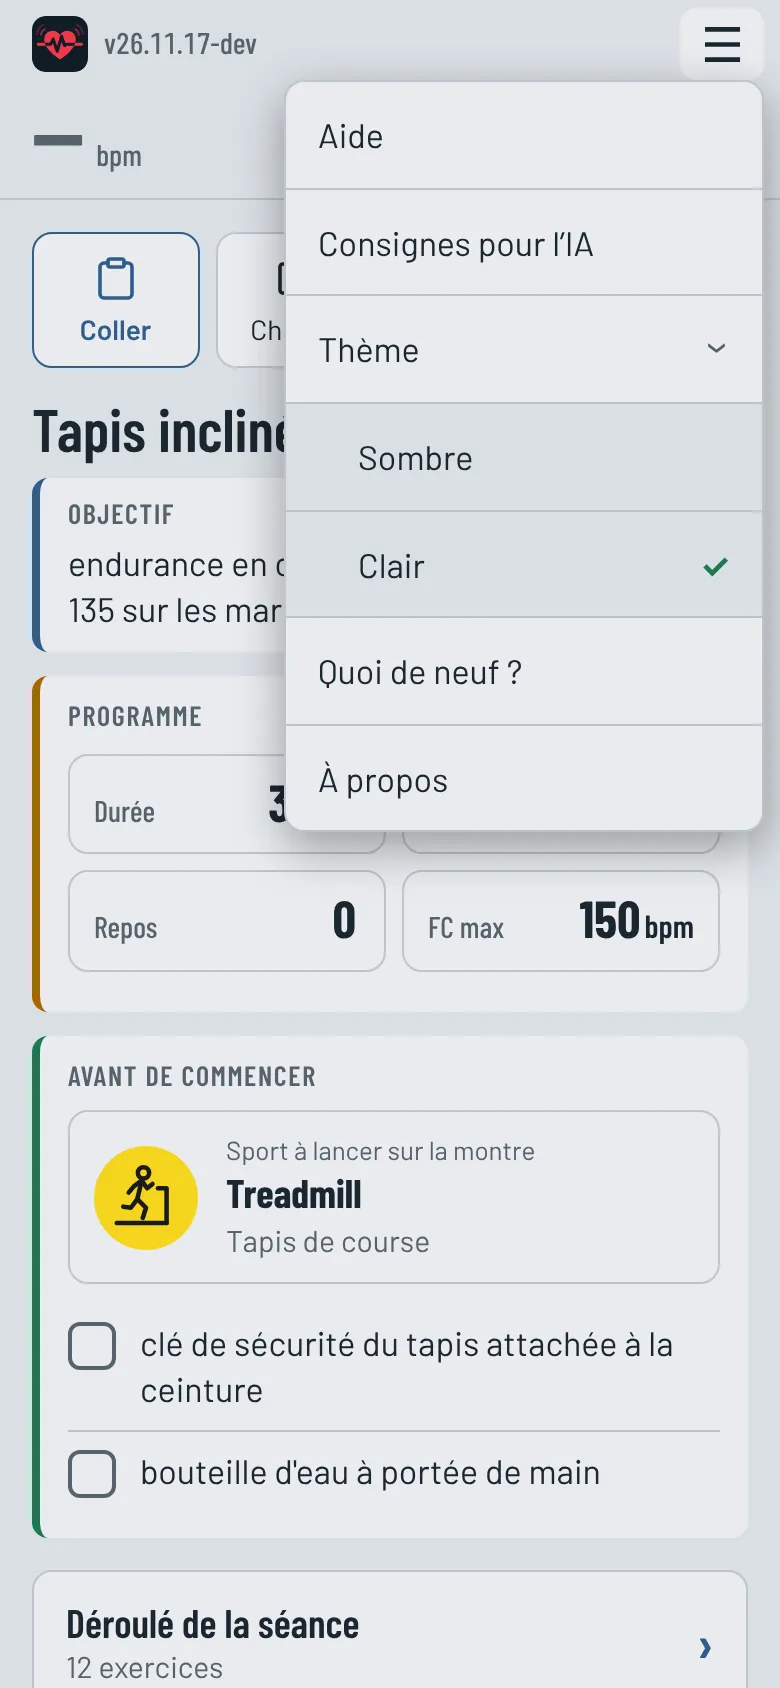 v26.11.17-dev
bpm
Aide
Consignes pour l’IA
Thème
Sombre
Clair
Quoi de neuf ?
À propos
Coller
Tapis
OBJECTIF
endurance en
135 sur les
PROGRAMME
Durée
Repos 0
FC max 150 bpm
AVANT DE COMMENCER
Sport à lancer sur la montre
Treadmill
Tapis de course
clé de sécurité du tapis attachée à la
ceinture
bouteille d'eau à portée de main
Déroulé de la séance
12 exercices